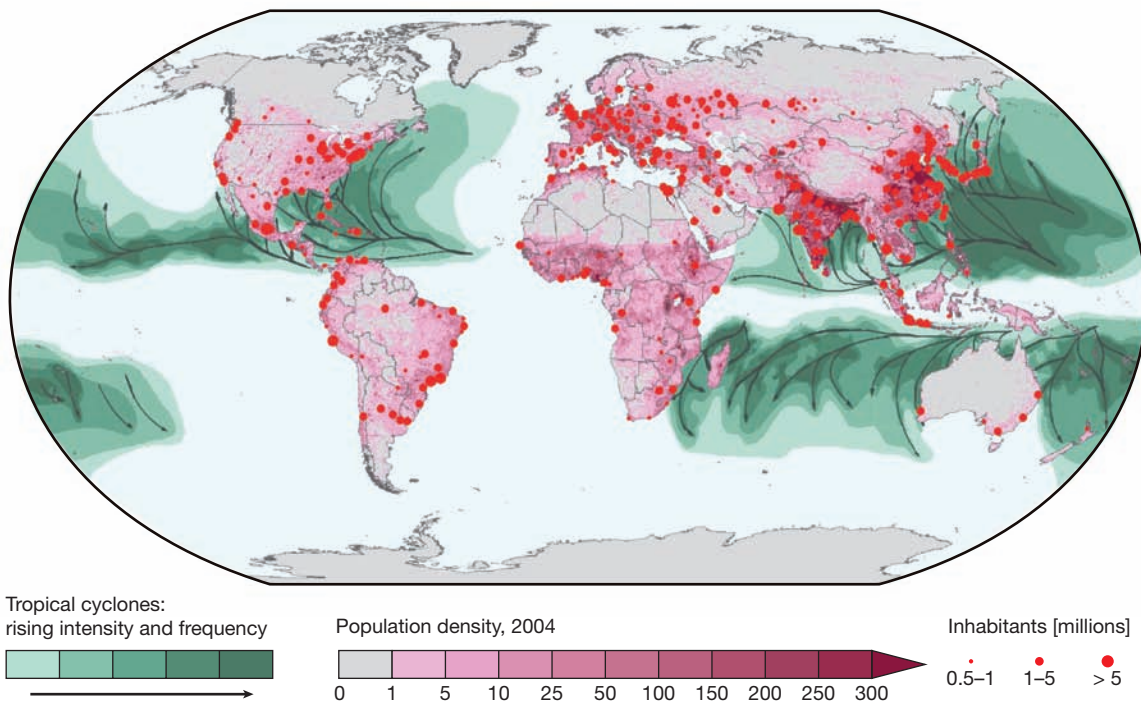 Tropical cyclones:
rising intensity and frequency
Population density, 2004
0 1 5 10 25 50 100 150 200 250 300
Inhabitants [millions]
0.5–1 1–5 > 5